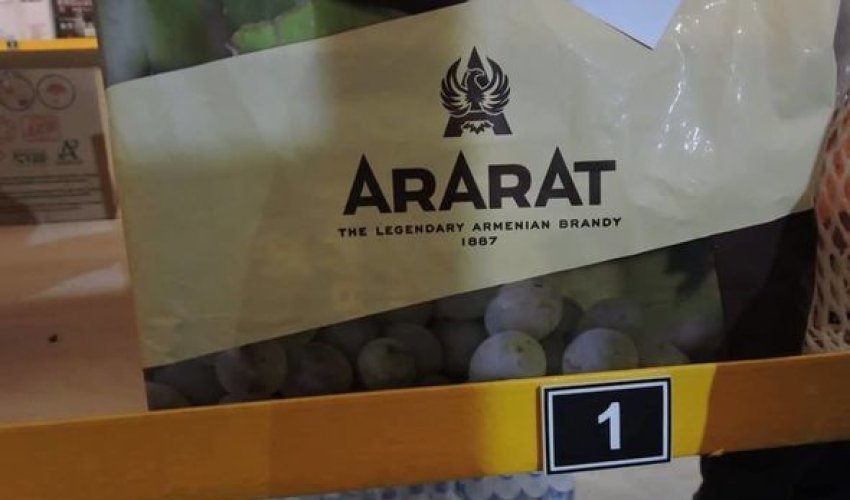 ARARAT
THE LEGENDARY ARMENIAN BRANDY
1887
1